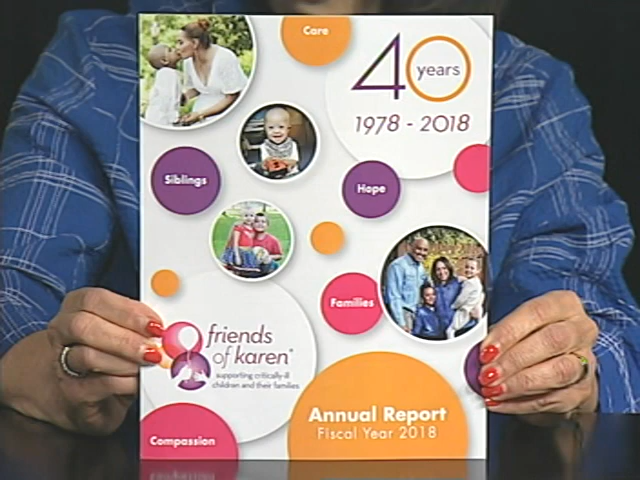 Care
40
years
1978 - 2018
Siblings
Hope
Families
friends
of karen®
supporting critically-ill
children and their families
Annual Report
Fiscal Year 2018
Compassion